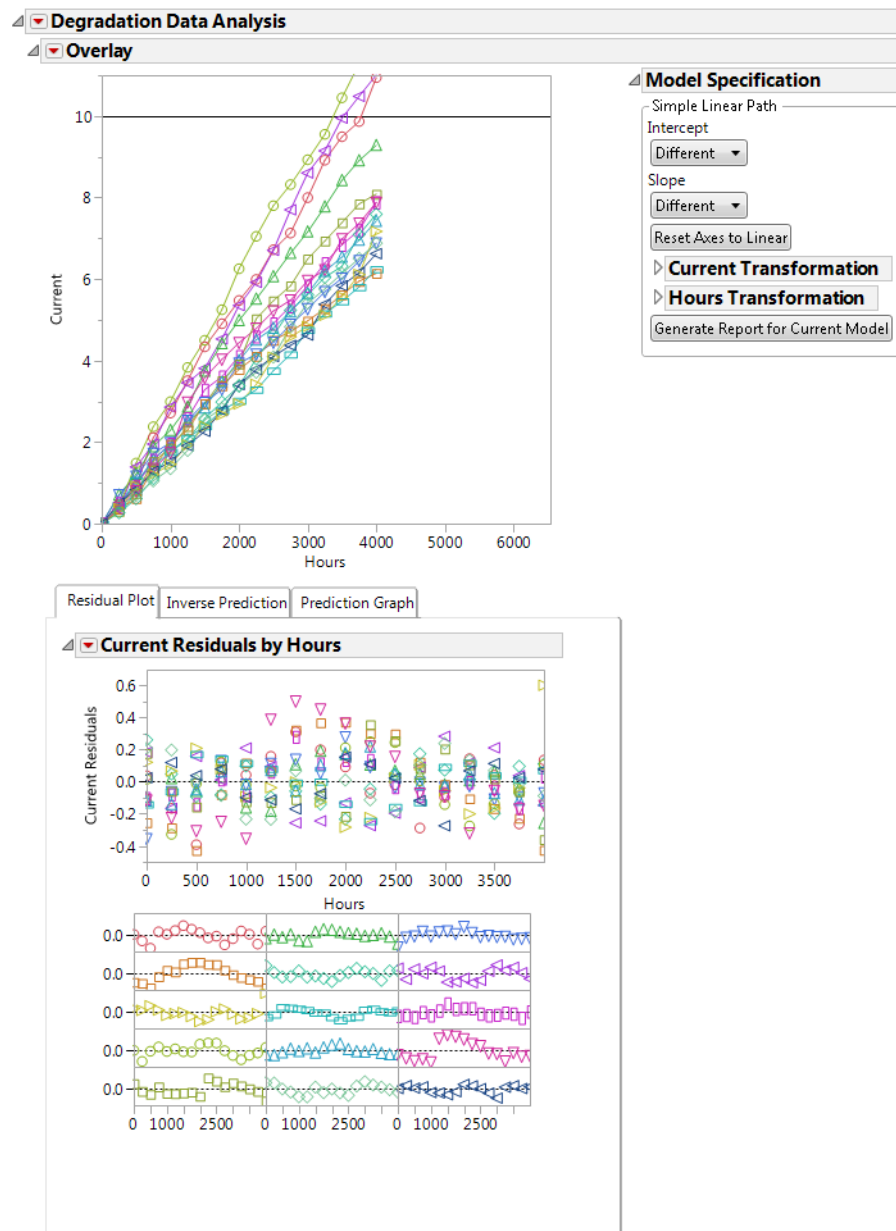 Degradation Data Analysis
Overlay
10
8
6
4
2
0
Current
0 1000 2000 3000 4000 5000 6000
Hours
Model Specification
Simple Linear Path
Intercept
Different
Slope
Different
Reset Axes to Linear
Current Transformation
Hours Transformation
Generate Report for Current Model
Residual Plot Inverse Prediction Prediction Graph
Current Residuals by Hours
0.6
0.4
0.2
0.0
-0.2
-0.4
Current Residuals
0 500 1000 1500 2000 2500 3000 3500
Hours
0.0
0.0
0.0
0.0
0.0
0 1000 2500 0 1000 2500 0 1000 2500